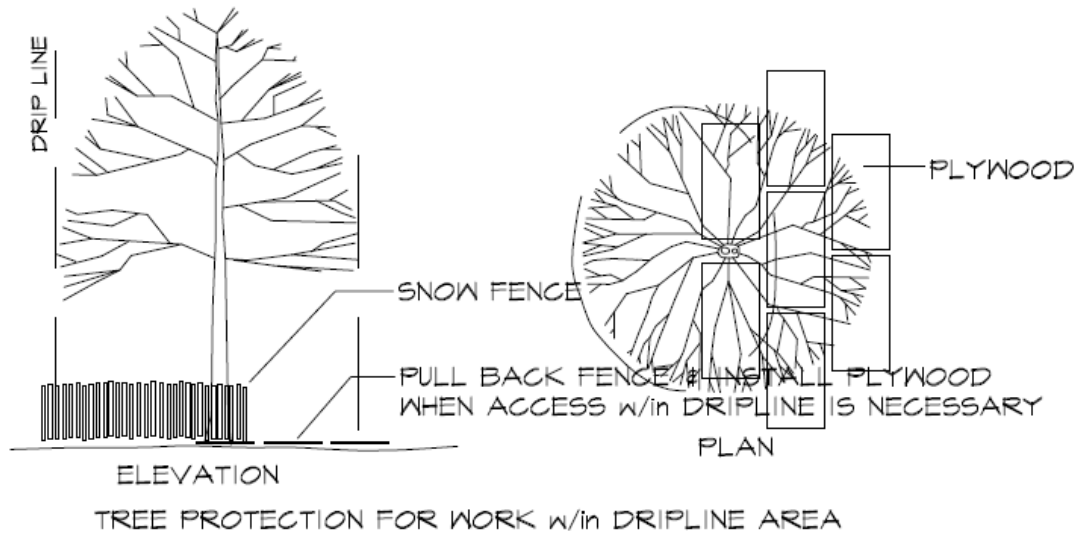 DRIP LINE
PLYWOOD
SNOW FENCE
PULL BACK FENCE & INSTALL PLYWOOD
WHEN ACCESS w/in DRIPLINE IS NECESSARY
PLAN
ELEVATION
TREE PROTECTION FOR WORK w/in DRIPLINE AREA